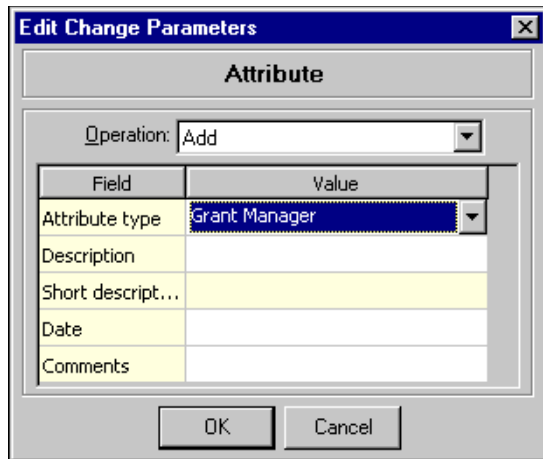 Edit Change Parameters
Attribute
Operation: Add
Field Value
Attribute type Grant Manager
Description
Short descript...
Date
Comments
OK Cancel